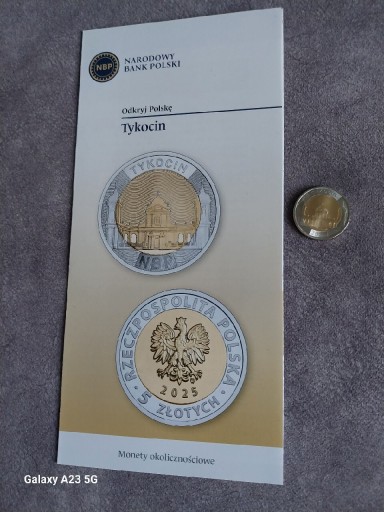 NBP
NARODOWY
BANK POLSKI
Odkryj Polskę
Tykocin
TYKOCIN
NBP
RZECZPOSPOLITA POLSKA
2025
5 ZŁOTYCH
Monety okolicznościowe
Galaxy A23 5G